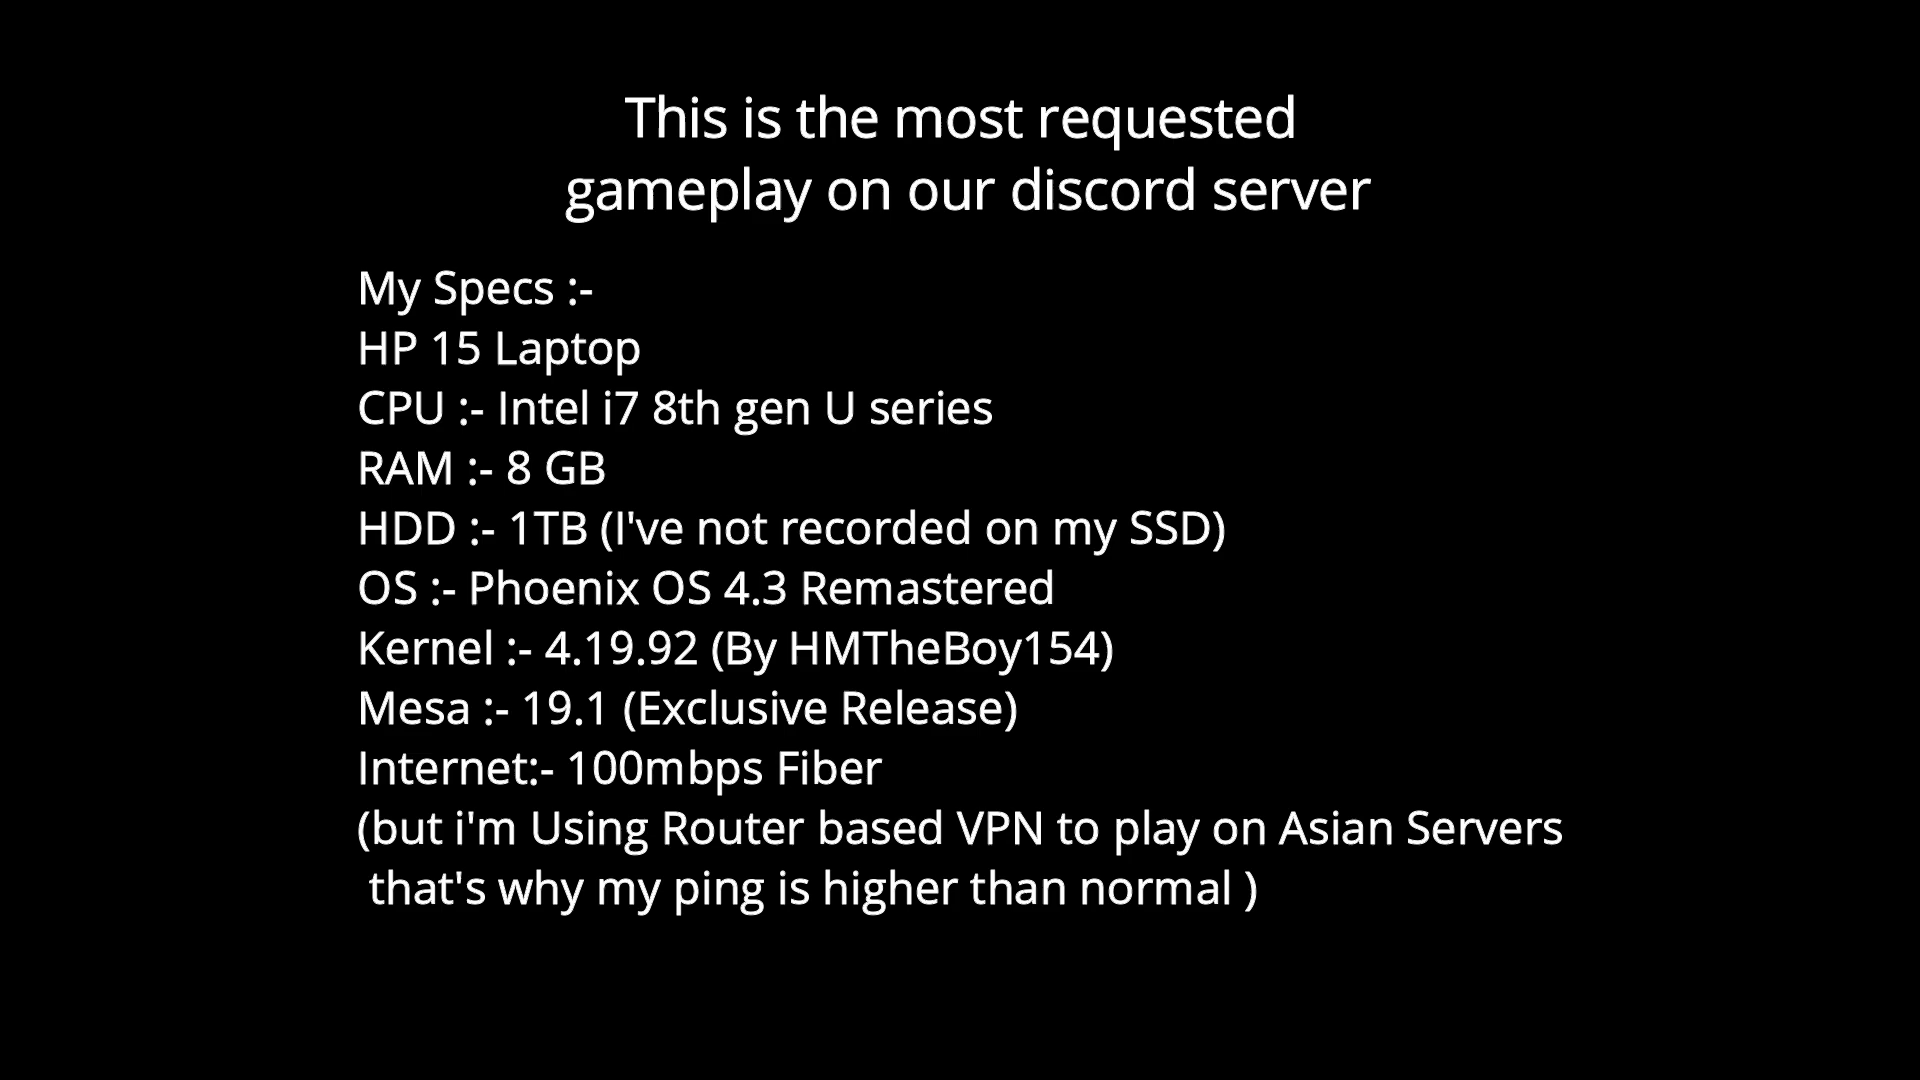 This is the most requested
gameplay on our discord server
My Specs :-
HP 15 Laptop
CPU :- Intel i7 8th gen U series
RAM :- 8 GB
HDD :- 1TB (I've not recorded on my SSD)
OS :- Phoenix OS 4.3 Remastered
Kernel :- 4.19.92 (By HMTheBoy154)
Mesa :- 19.1 (Exclusive Release)
Internet:- 100mbps Fiber
(but i'm Using Router based VPN to play on Asian Servers
that's why my ping is higher than normal )